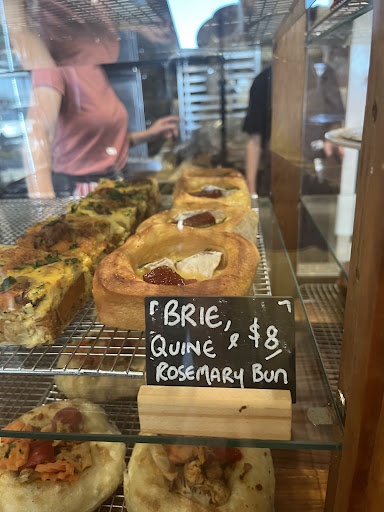 BRIE,
QUINE & $8
ROSEMARY BUN